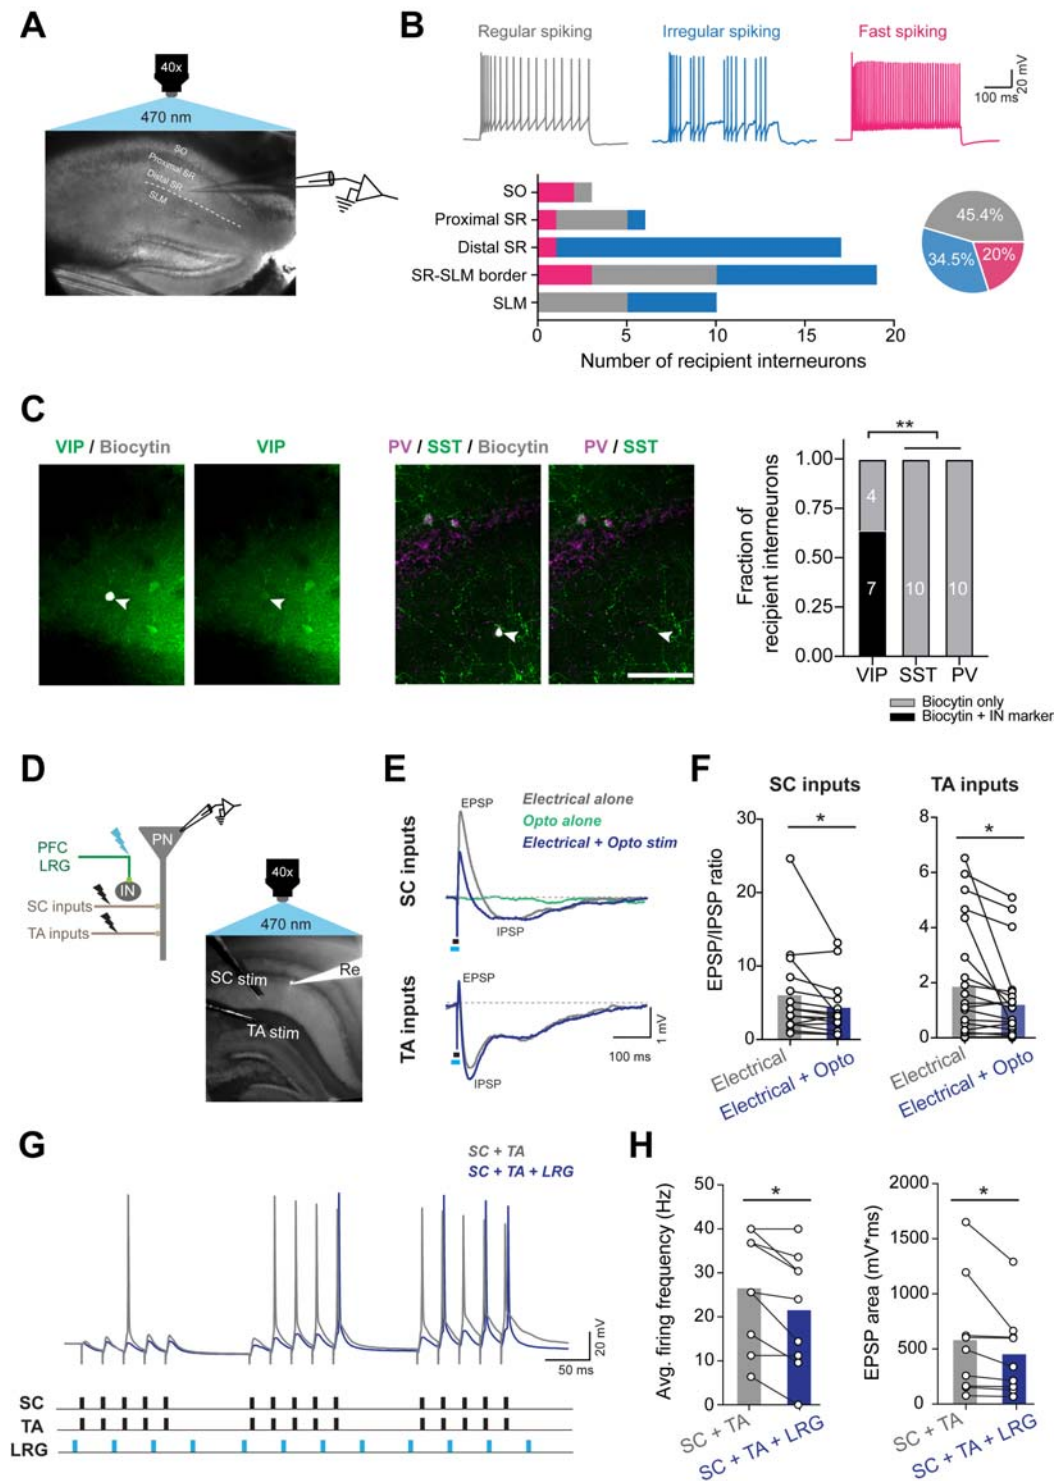 A
40x
470 nm
SO
Proximal SR
Distal SR
SLM
B
Regular spiking
Irregular spiking
Fast spiking
20 mV
100 ms
SO
Proximal SR
Distal SR
SR-SLM border
SLM
0 5 10 15 20
Number of recipient interneurons
45.4%
34.5%
20%
C
VIP / Biocytin
VIP
PV / SST / Biocytin
PV / SST
**
1.00
0.75
0.50
0.25
0.00
Fraction of
recipient interneurons
4
7
10
10
VIP SST PV
Biocytin only
Biocytin + IN marker
D
PN
PFC
LRG
IN
SC inputs
TA inputs
40x
470 nm
SC stim
Re
TA stim
E
SC inputs
EPSP
Electrical alone
Opto alone
Electrical + Opto stim
IPSP
TA inputs
EPSP
IPSP
1 mV
100 ms
F
SC inputs
TA inputs
EPSP/IPSP ratio
30
20
10
0
*
Electrical
Electrical + Opto
8
6
4
2
0
*
Electrical
Electrical + Opto
G
SC + TA
SC + TA + LRG
20 mV
50 ms
SC
TA
LRG
H
Avg. firing frequency (Hz)
50
40
30
20
10
0
*
SC + TA
SC + TA + LRG
EPSP area (mV*ms)
2000
1500
1000
500
0
*
SC + TA
SC + TA + LRG